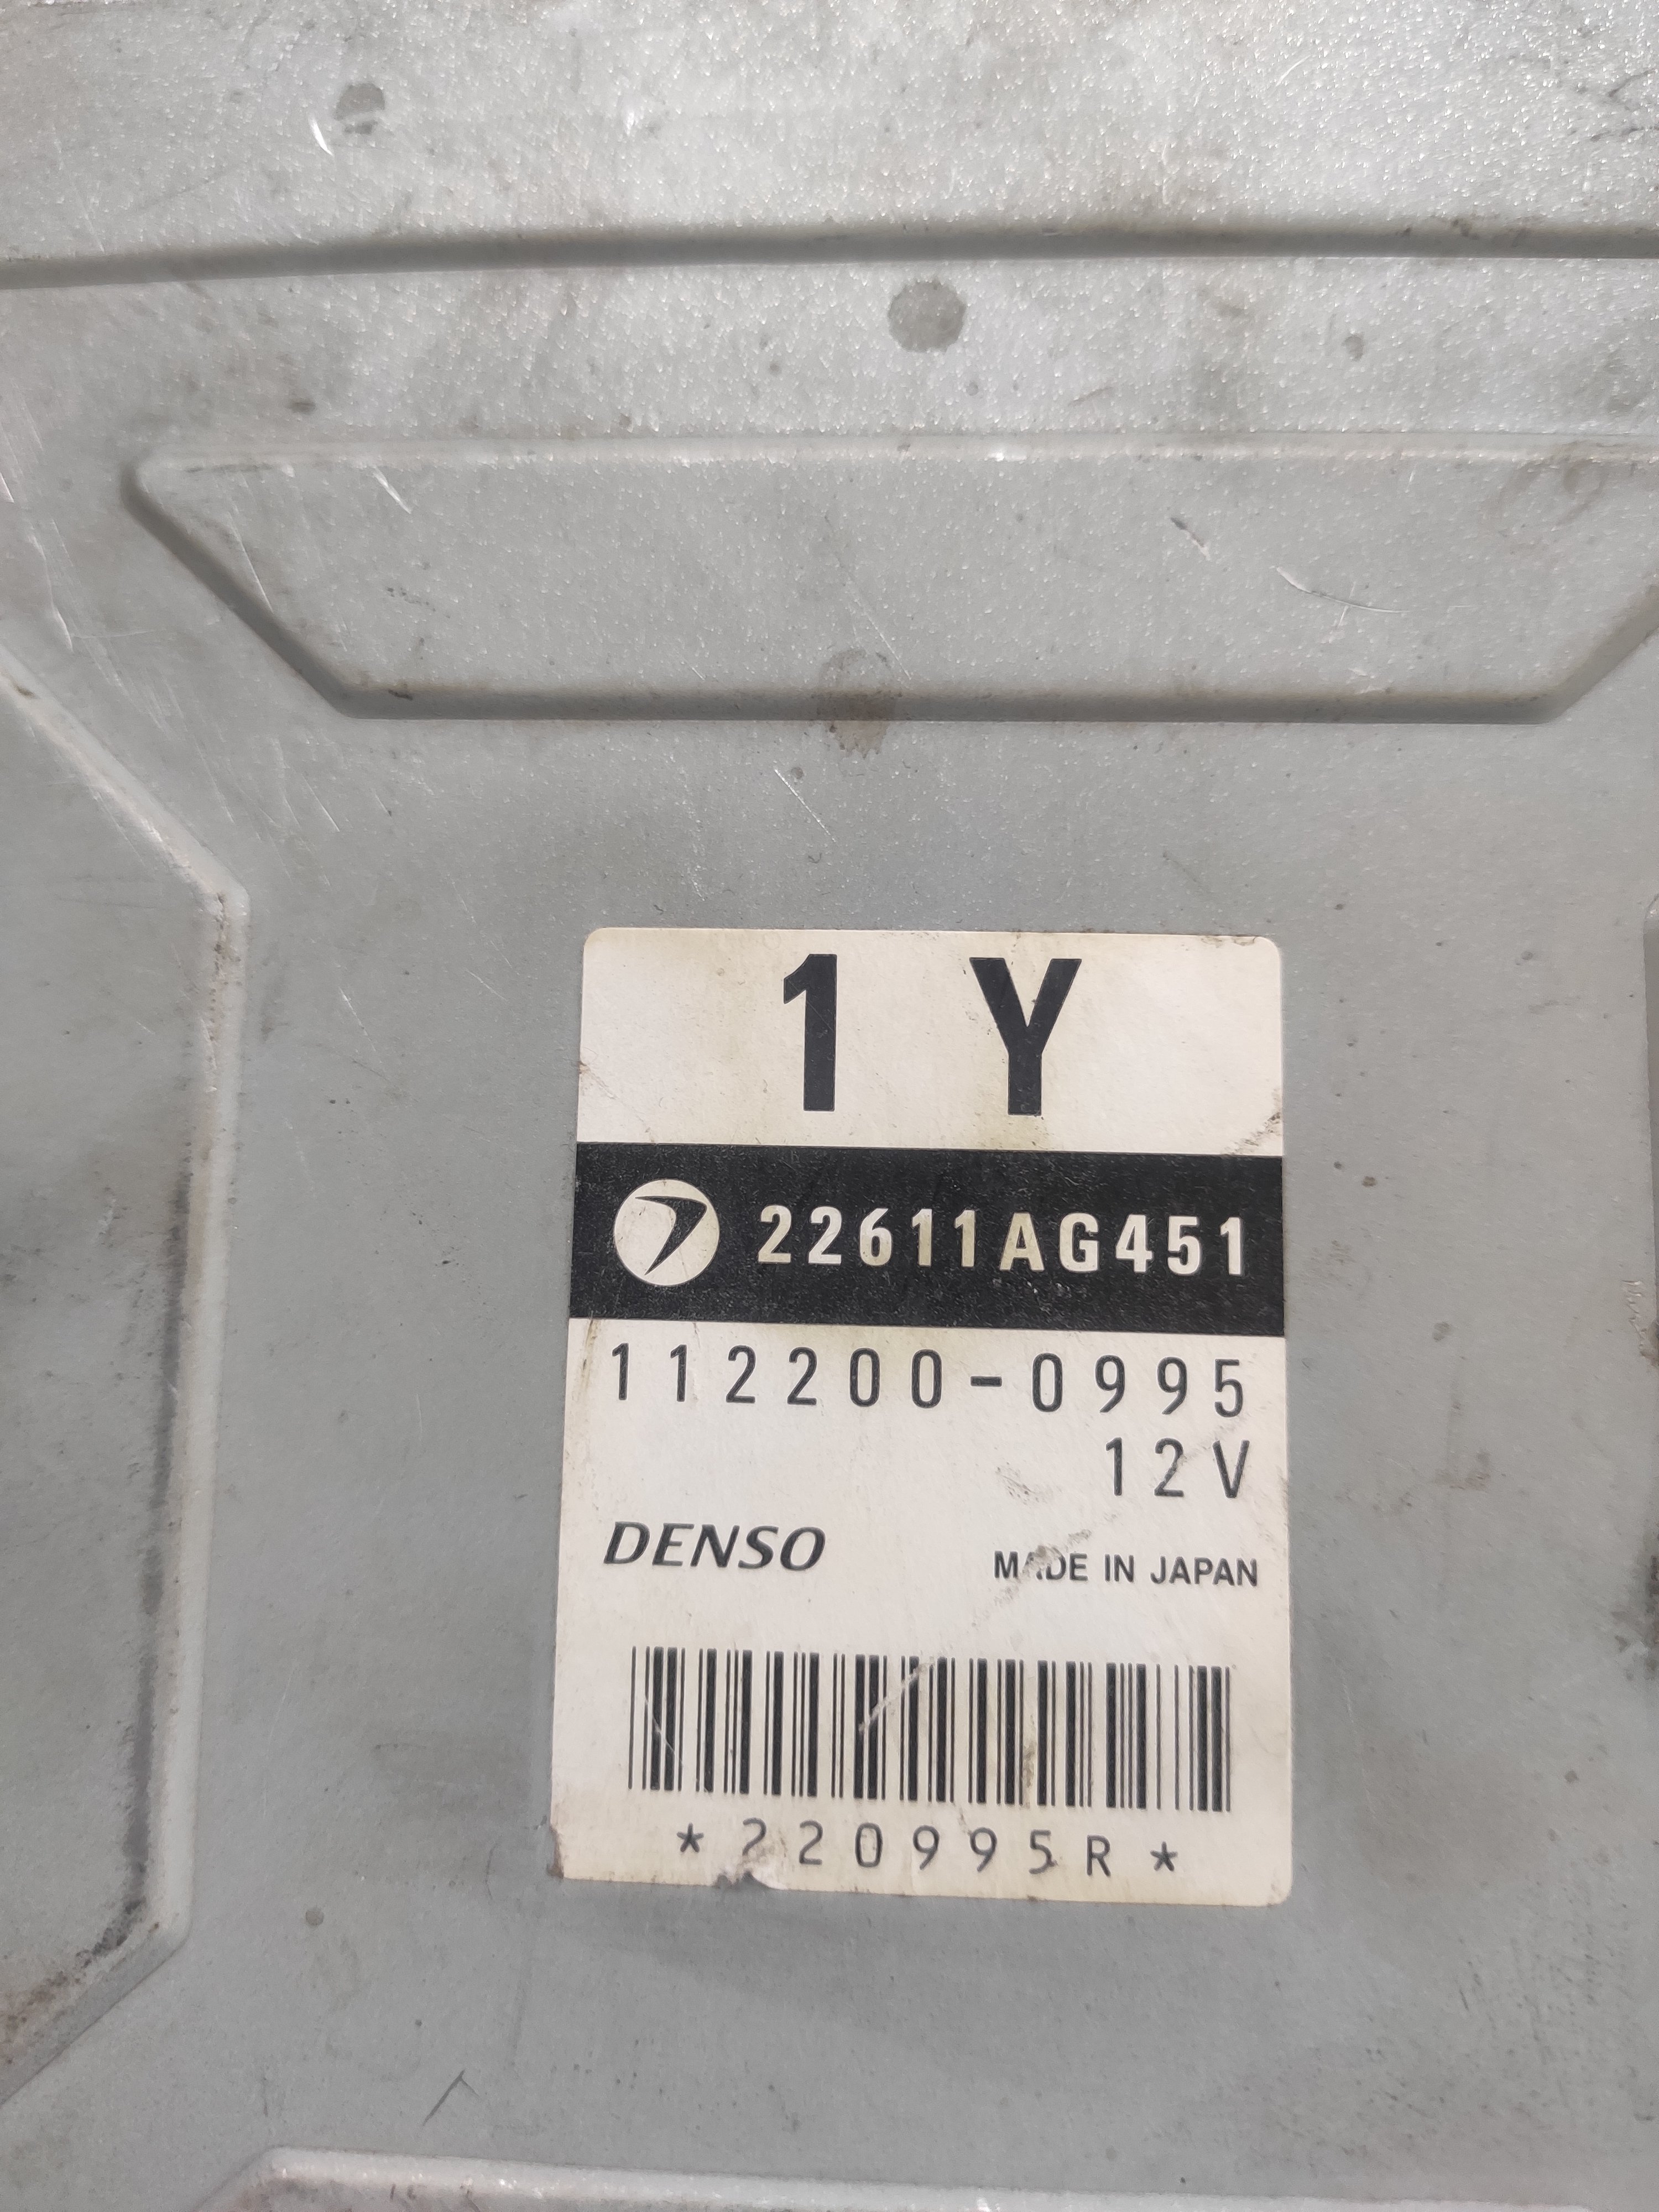 1 Y
22611AG451
112200-0995
12V
DENSO MADE IN JAPAN
*220995R*